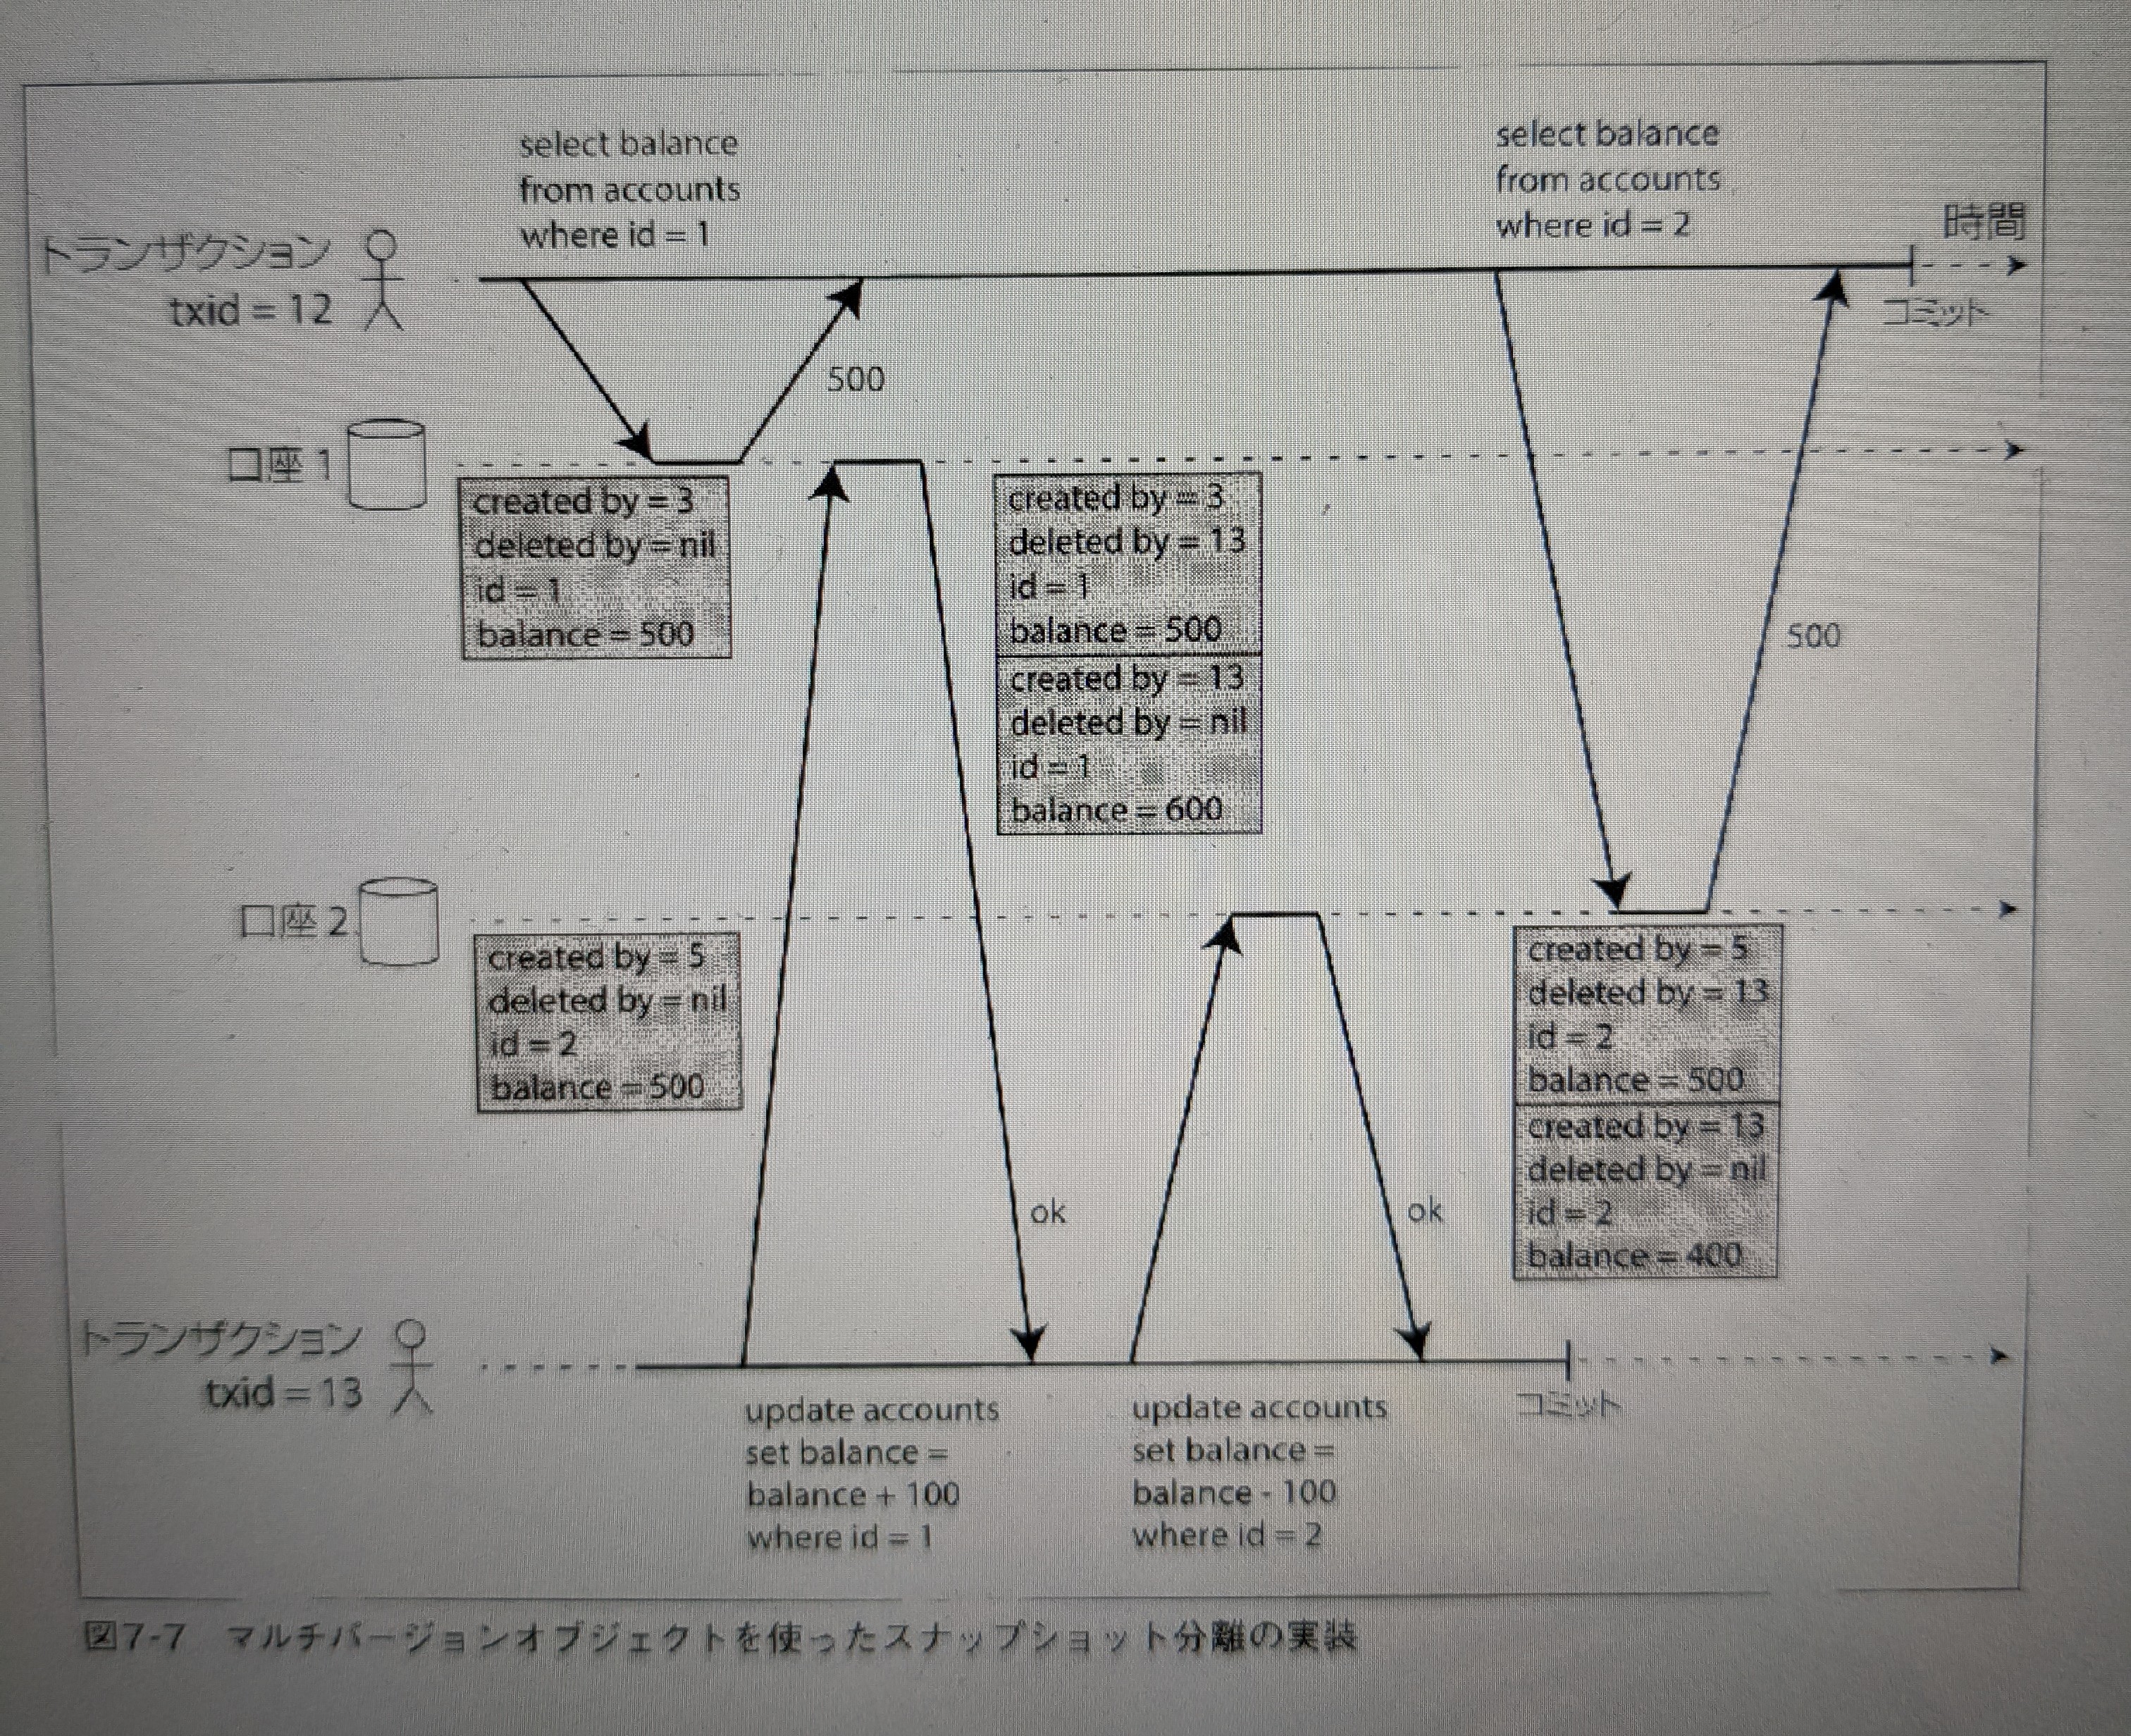 select balance
from accounts
where id = 1
select balance
from accounts
where id = 2
時間
トランザクション
txid = 12
コミット
500
口座 1
created by = 3
deleted by = nil
id = 1
balance = 500
created by = 3
deleted by = 13
id = 1
balance = 500
created by = 13
deleted by = nil
id = 1
balance = 600
500
口座 2
created by = 5
deleted by = nil
id = 2
balance = 500
created by = 5
deleted by = 13
id = 2
balance = 500
created by = 13
deleted by = nil
id = 2
balance = 400
ok
ok
トランザクション
txid = 13
コミット
update accounts
set balance =
balance + 100
where id = 1
update accounts
set balance =
balance - 100
where id = 2
図7-7 マルチバージョンオブジェクトを使ったスナップショット分離の実装